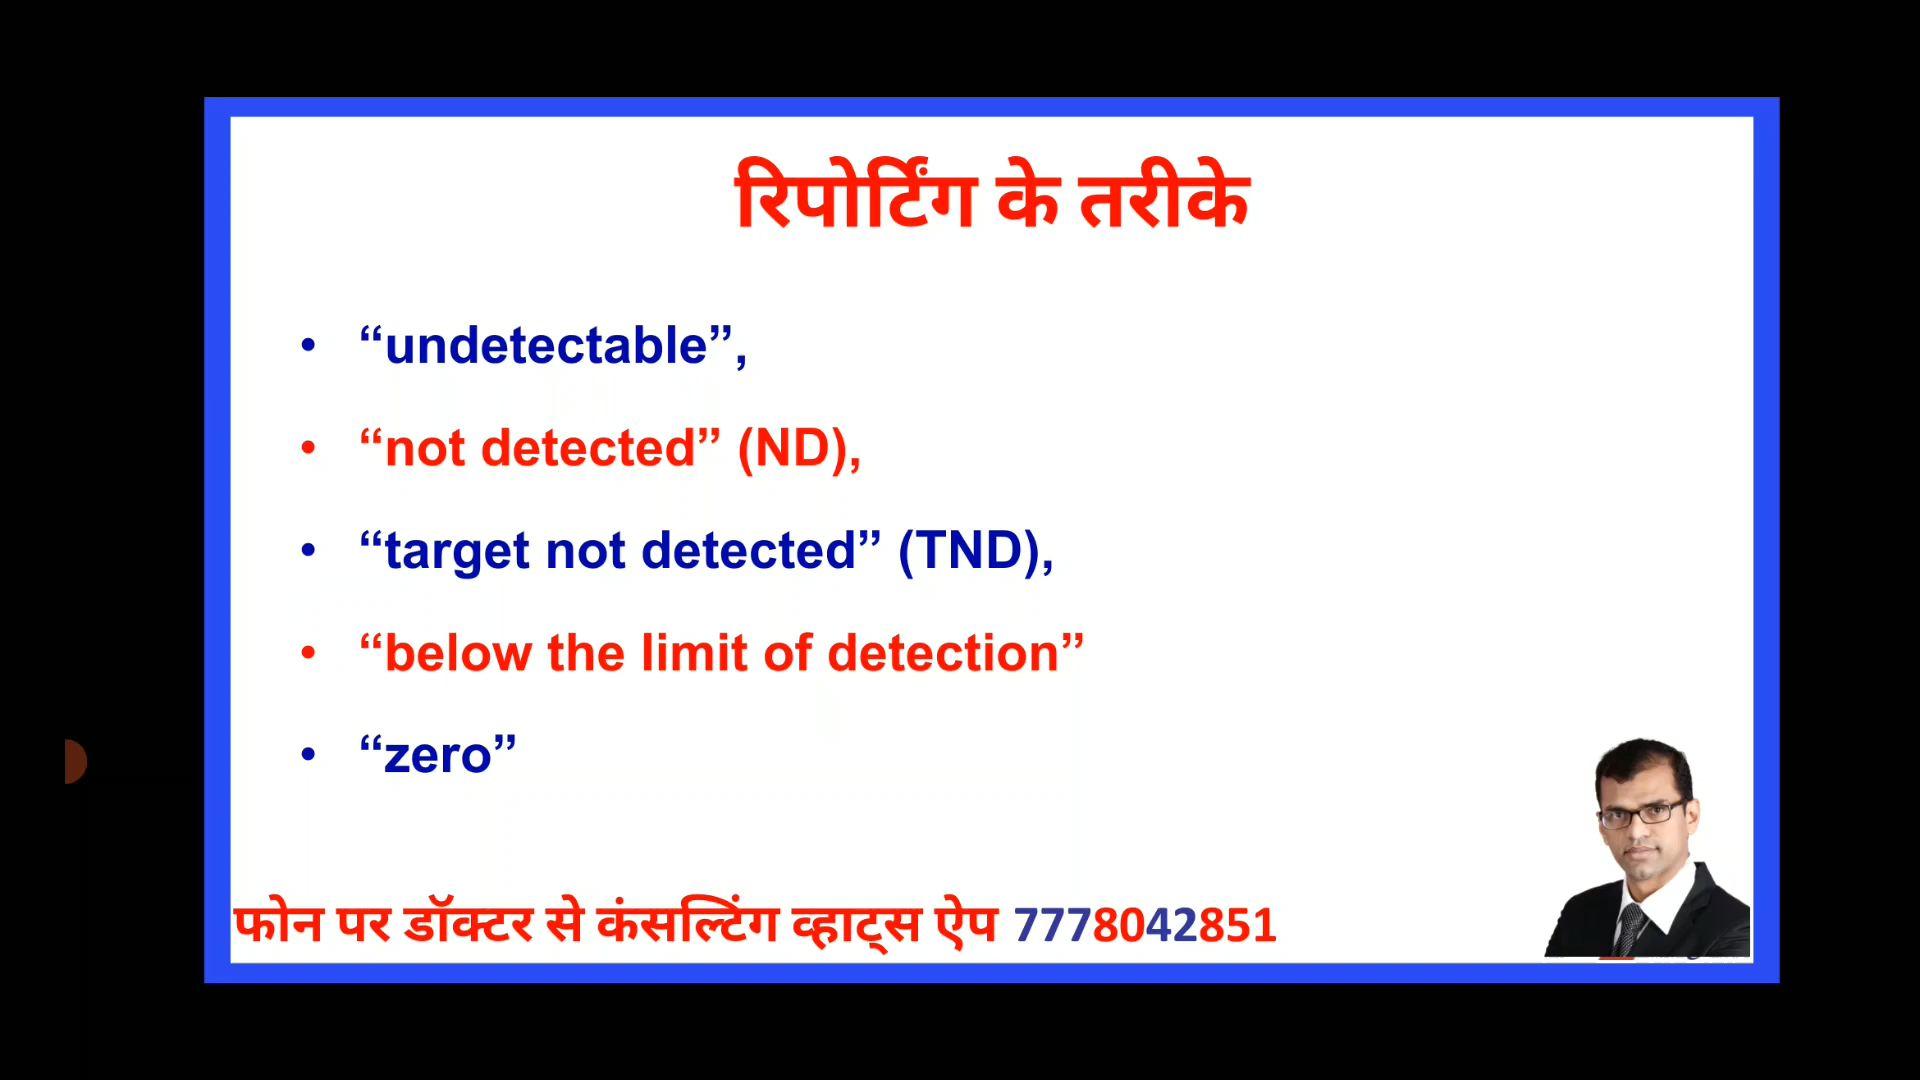 रिपोर्टिंग के तरीके
• “undetectable”,
• “not detected” (ND),
• “target not detected” (TND),
• “below the limit of detection”
• “zero”
फोन पर डॉक्टर से कंसल्टिंग व्हाट्स ऐप 7778042851